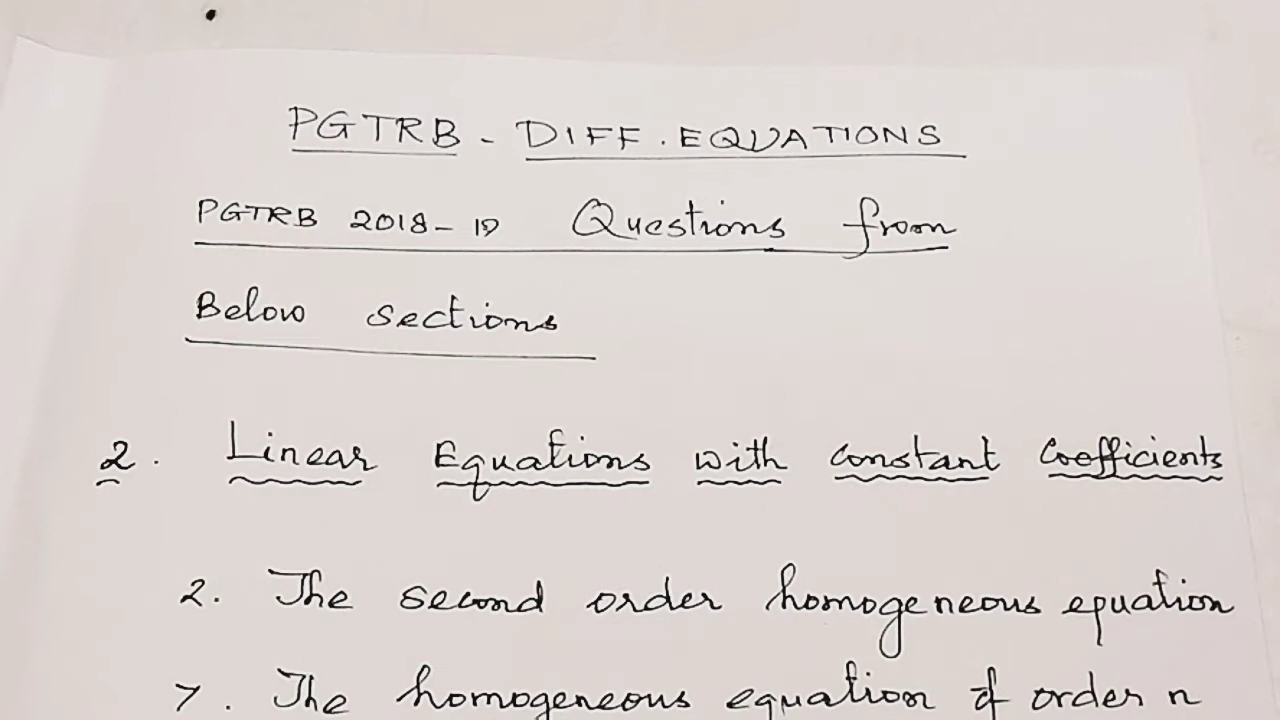 PGTRB - DIFF. EQUATIONS
PGTRB 2018-19 Questions from
Below sections
2. Linear Equations with constant Coefficients
2. The second order homogeneous equation
7. The homogeneous equation of order n